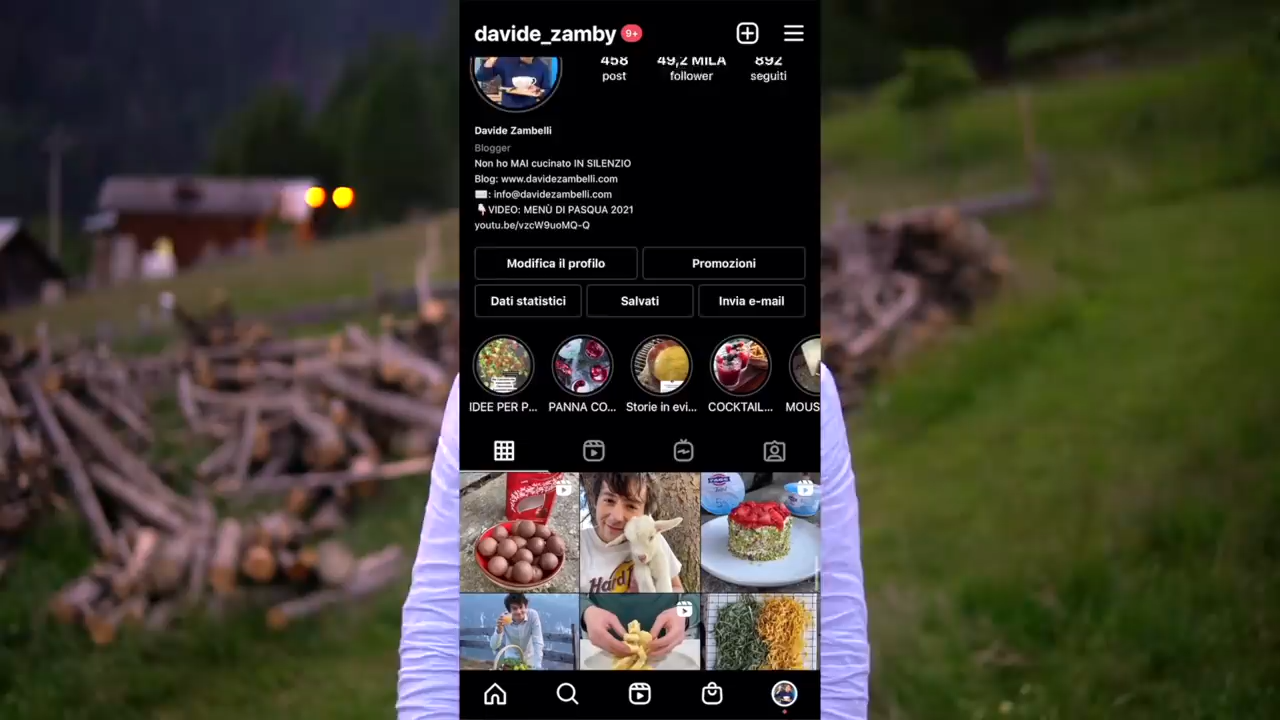 davide_zamby 9+
458 49,2 MILA 892
post follower seguiti
Davide Zambelli
Blogger
Non ho MAI cucinato IN SILENZIO
Blog: www.davidezambelli.com
: info@davidezambelli.com
👇🏻VIDEO: MENÙ DI PASQUA 2021
youtu.be/vzcW9uoMQ-Q
Modifica il profilo Promozioni
Dati statistici Salvati Invia e-mail
IDEE PER P... PANNA CO... Storie in evi... COCKTAIL... MOUS
FAGE
Hard